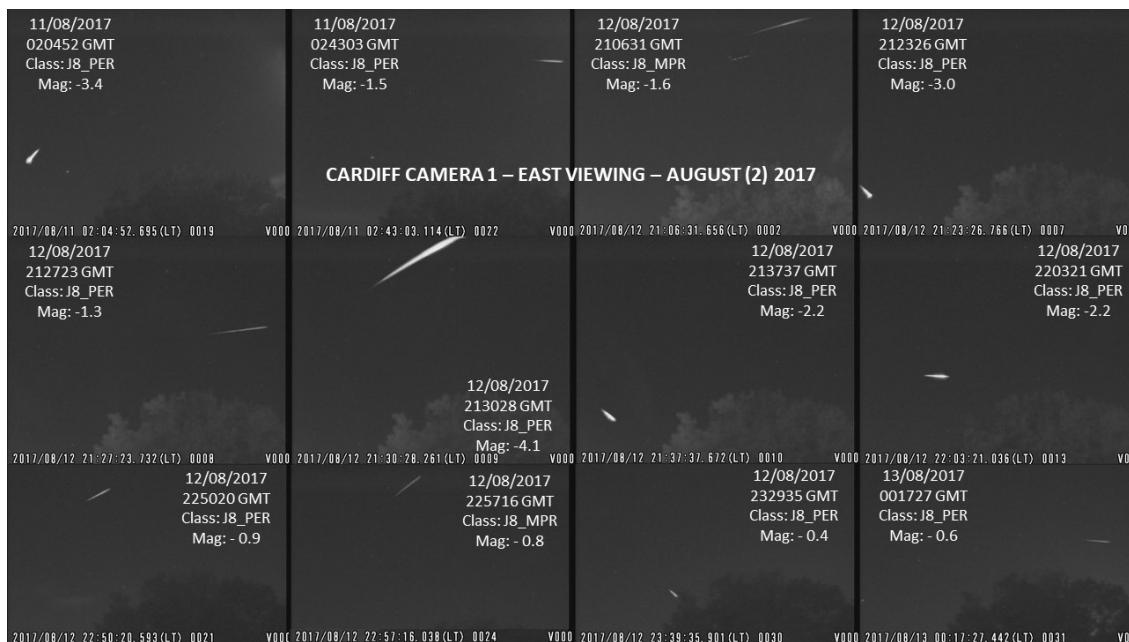 11/08/2017
020452 GMT
Class: J8_PER
Mag: -3.4
11/08/2017
024303 GMT
Class: J8_PER
Mag: -1.5
12/08/2017
210631 GMT
Class: J8_MPR
Mag: -1.6
12/08/2017
212326 GMT
Class: J8_PER
Mag: -3.0
CARDIFF CAMERA 1 – EAST VIEWING – AUGUST (2) 2017
2017/08/11 02:04:52.695(LT) 0019 V000
2017/08/11 02:43:03.114(LT) 0022 V000
2017/08/12 21:06:31.656(LT) 0002 V000
2017/08/12 21:23:26.766(LT) 0007 V0
12/08/2017
212723 GMT
Class: J8_PER
Mag: -1.3
12/08/2017
213028 GMT
Class: J8_PER
Mag: -4.1
12/08/2017
213737 GMT
Class: J8_PER
Mag: -2.2
12/08/2017
220321 GMT
Class: J8_PER
Mag: -2.2
2017/08/12 21:27:23.732(LT) 0008 V000
2017/08/12 21:30:28.261(LT) 0009 V000
2017/08/12 21:37:37.672(LT) 0010 V000
2017/08/12 22:03:21.036(LT) 0013 V0
12/08/2017
225020 GMT
Class: J8_PER
Mag: - 0.9
12/08/2017
225716 GMT
Class: J8_MPR
Mag: - 0.8
12/08/2017
232935 GMT
Class: J8_PER
Mag: - 0.4
13/08/2017
001727 GMT
Class: J8_PER
Mag: - 0.6
2017/08/12 22:50:20.593(LT) 0021 V000
2017/08/12 22:57:16.038(LT) 0024 V000
2017/08/12 23:39:35.901(LT) 0030 V000
2017/08/13 00:17:27.442(LT) 0031 V0